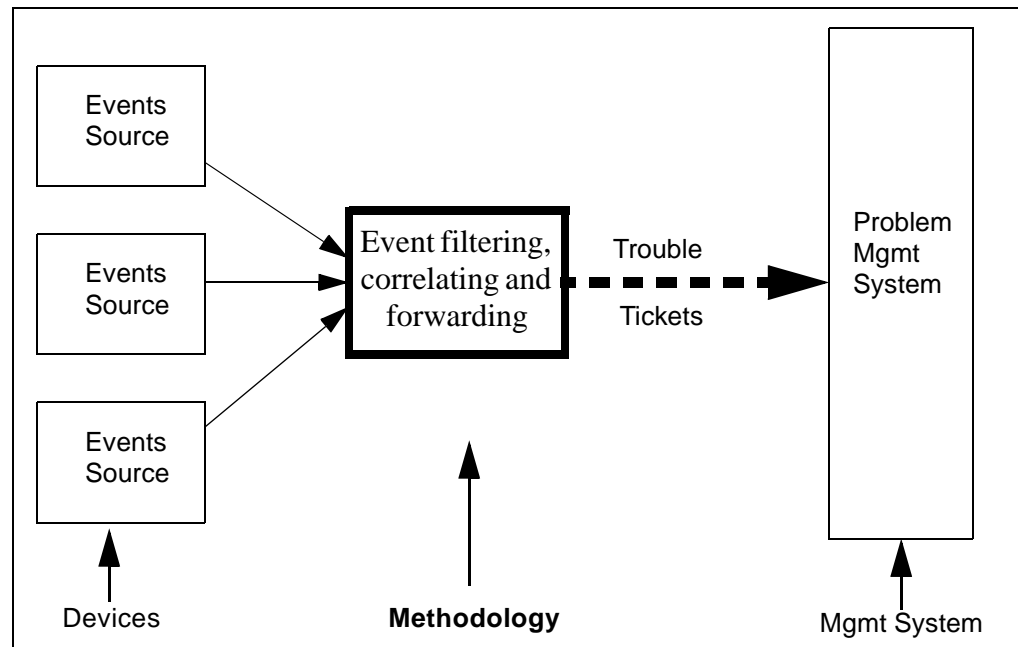 Events
Source
Events
Source
Events
Source
Event filtering,
correlating and
forwarding
Trouble
Tickets
Problem
Mgmt
System
Devices
Methodology
Mgmt System